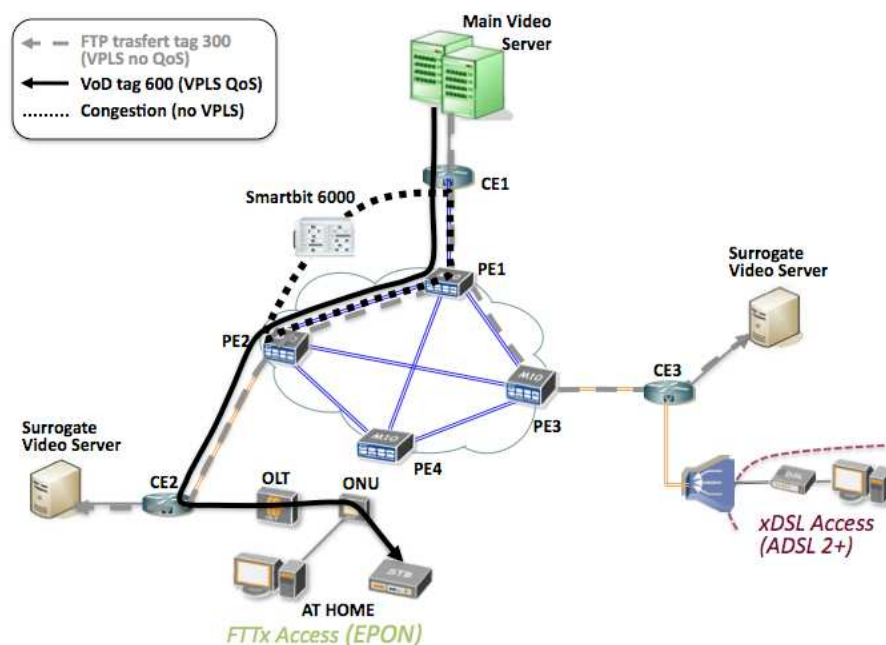 FTP trasfert tag 300
(VPLS no QoS)
VoD tag 600 (VPLS QoS)
Congestion (no VPLS)
Main Video
Server
CE1
Smartbit 6000
PE1
Surrogate
Video Server
PE2
CE3
M10
PE3
M10
PE4
Surrogate
Video Server
CE2
OLT
ONU
STB
AT HOME
FTTx Access (EPON)
xDSL Access
(ADSL 2+)